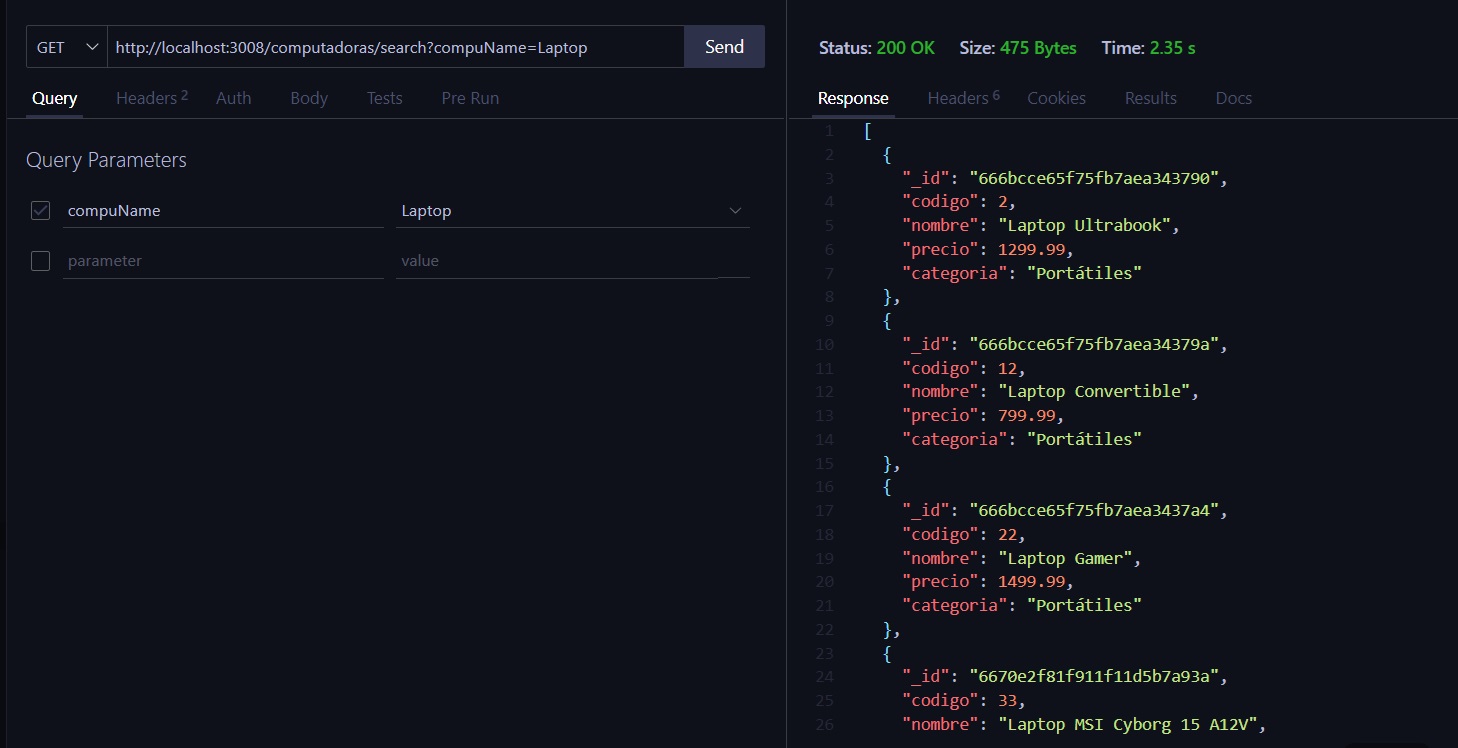 GET http://localhost:3008/computadoras/search?compuName=Laptop Send
Query Headers 2 Auth Body Tests Pre Run
Query Parameters
compuName Laptop
parameter value
Status: 200 OK Size: 475 Bytes Time: 2.35 s
Response Headers 6 Cookies Results Docs
1 [
2 {
3 "_id": "666bcce65f75fb7aea343790",
4 "codigo": 2,
5 "nombre": "Laptop Ultrabook",
6 "precio": 1299.99,
7 "categoria": "Portátiles"
8 },
9 {
10 "_id": "666bcce65f75fb7aea34379a",
11 "codigo": 12,
12 "nombre": "Laptop Convertible",
13 "precio": 799.99,
14 "categoria": "Portátiles"
15 },
16 {
17 "_id": "666bcce65f75fb7aea3437a4",
18 "codigo": 22,
19 "nombre": "Laptop Gamer",
20 "precio": 1499.99,
21 "categoria": "Portátiles"
22 },
23 {
24 "_id": "6670e2f81f911f11d5b7a93a",
25 "codigo": 33,
26 "nombre": "Laptop MSI Cyborg 15 A12V",